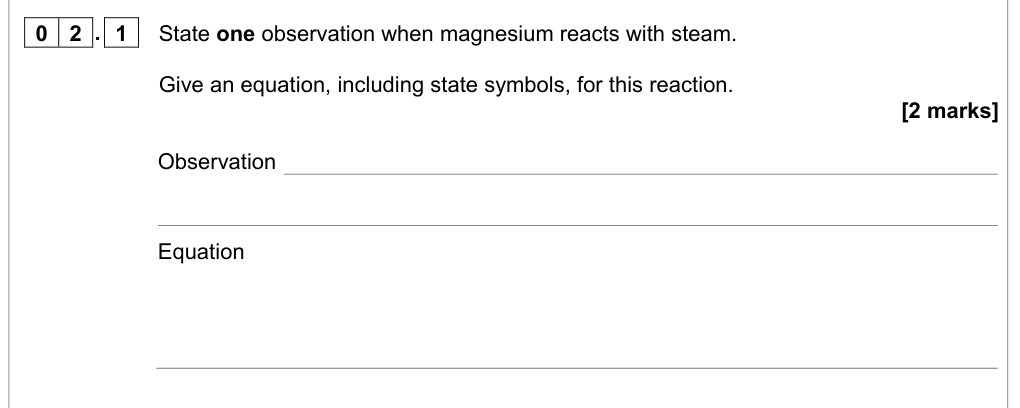 0 2 . 1 State one observation when magnesium reacts with steam.
Give an equation, including state symbols, for this reaction.
[2 marks]
Observation
Equation